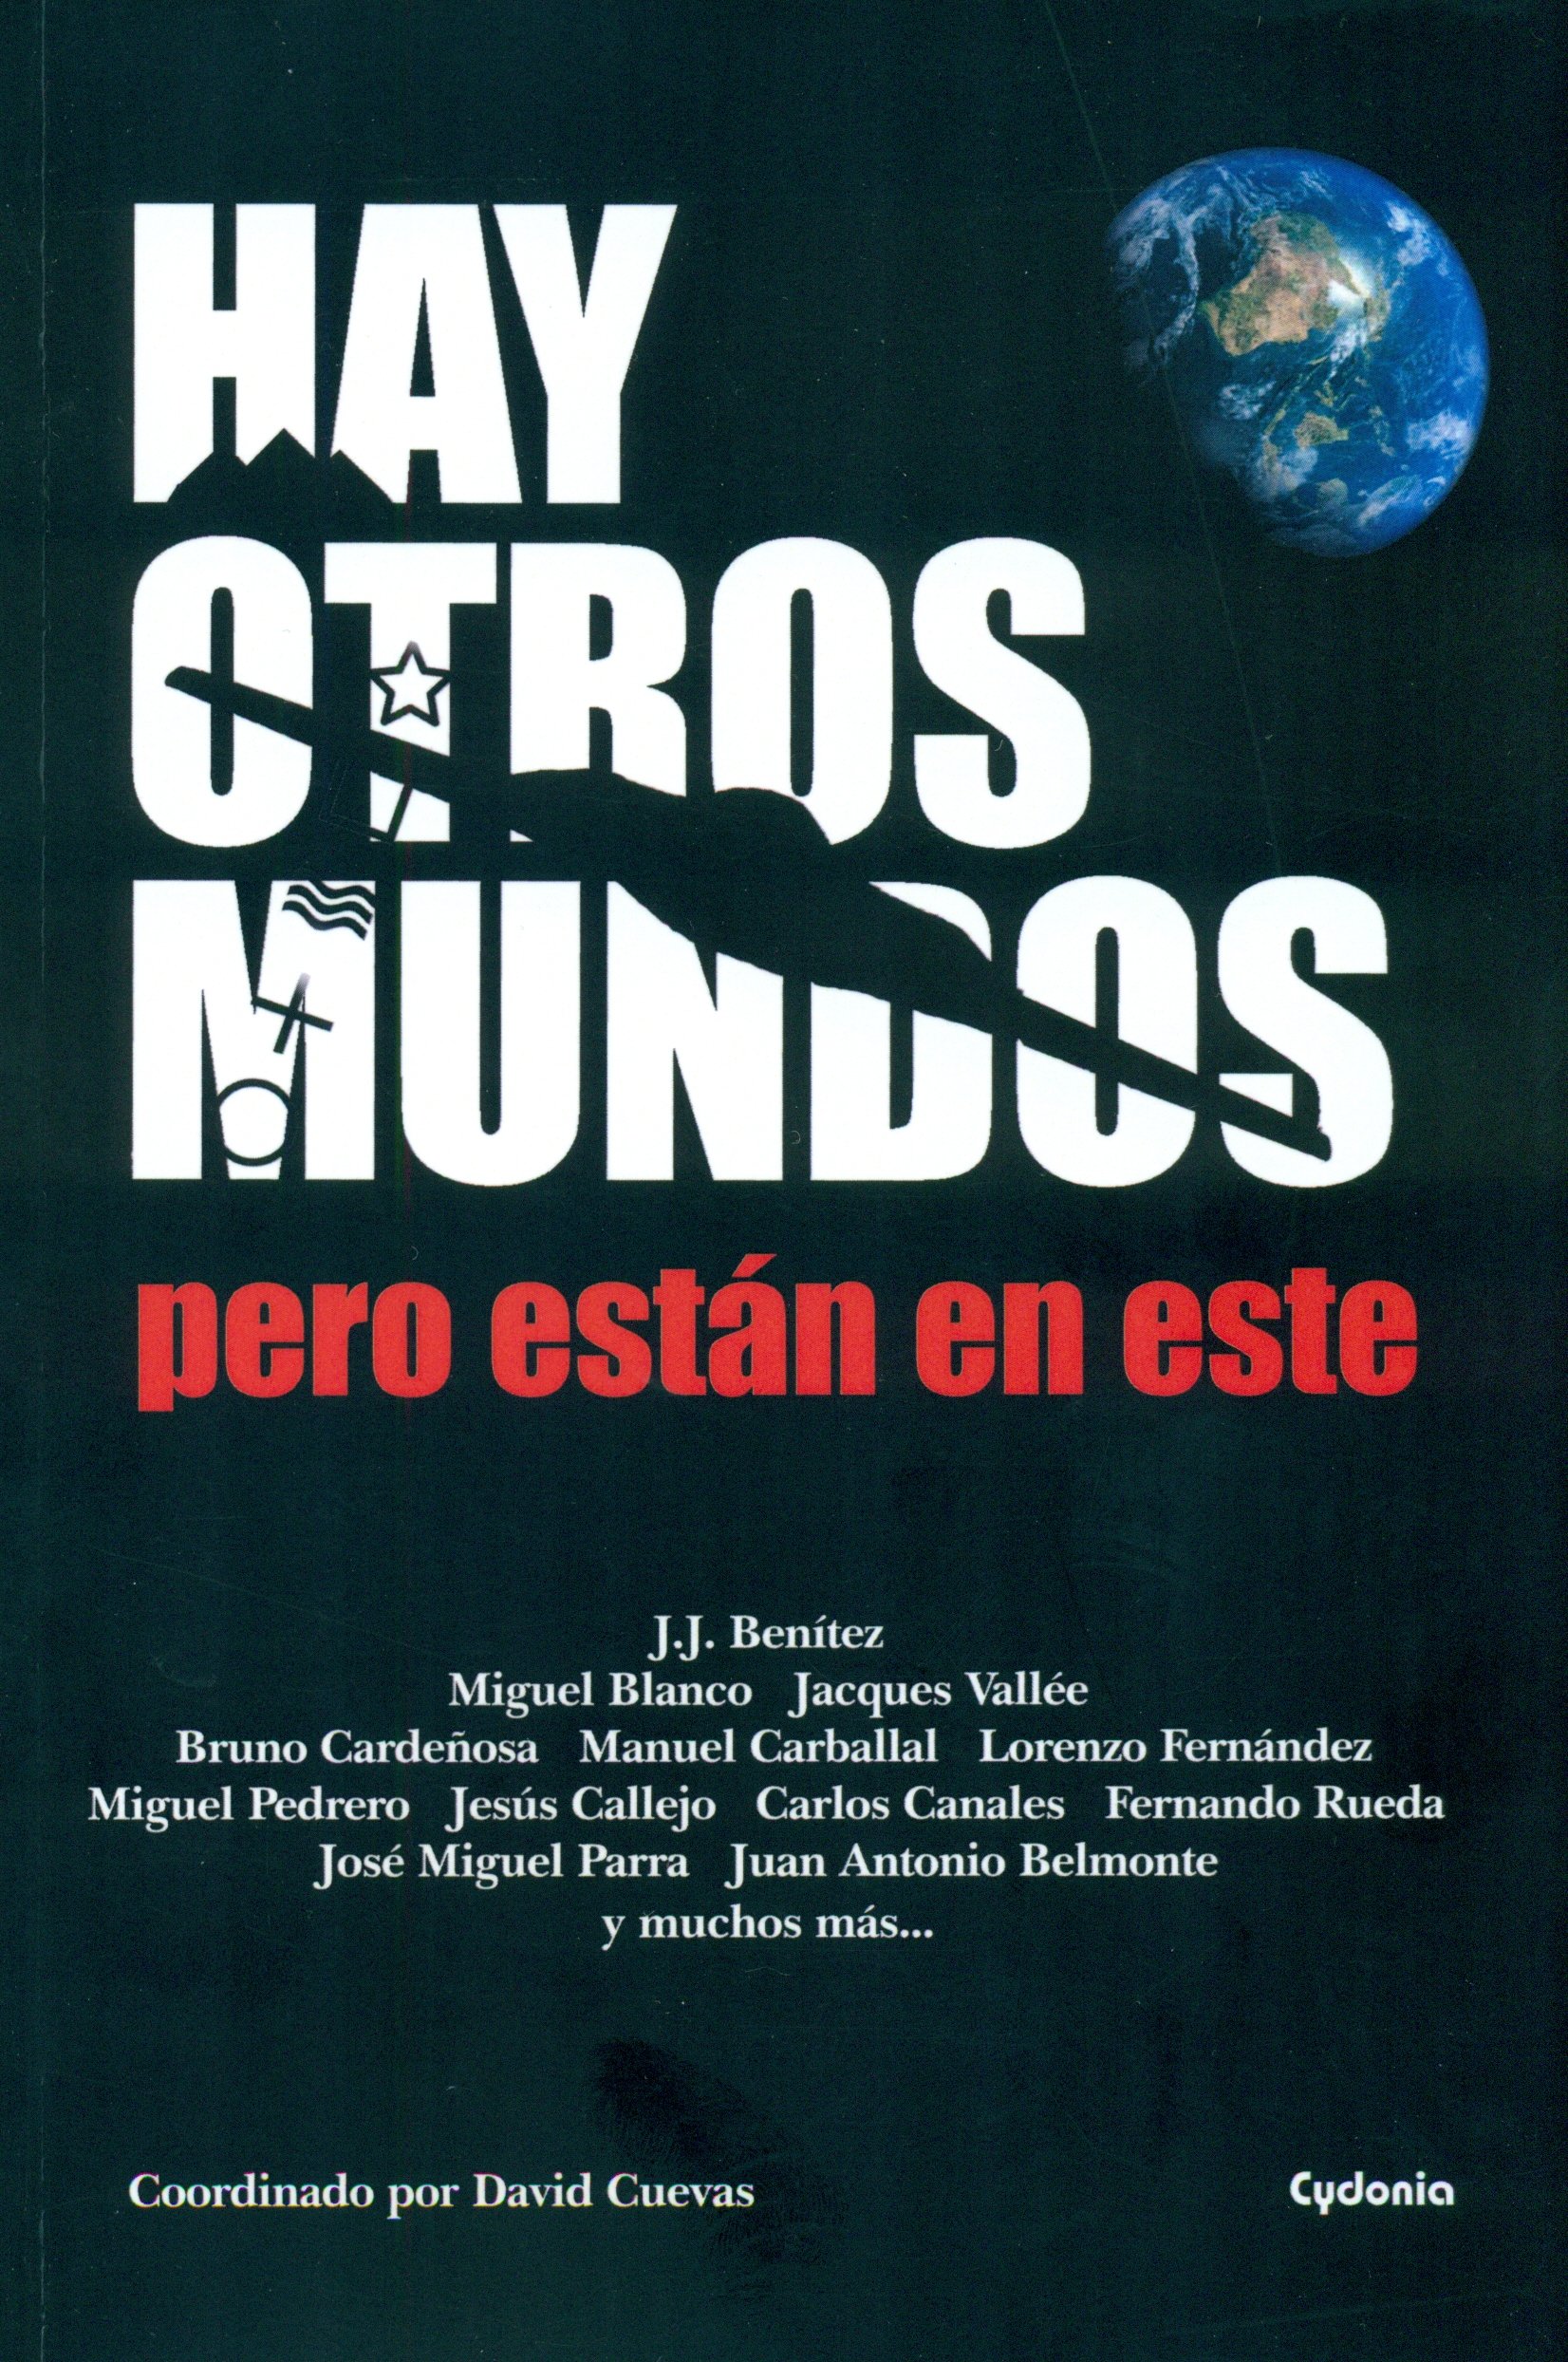 HAY
OTROS
MUNDOS
pero están en este
J.J. Benítez
Miguel Blanco Jacques Vallée
Bruno Cardeñosa Manuel Carballal Lorenzo Fernández
Miguel Pedrero Jesús Callejo Carlos Canales Fernando Rueda
José Miguel Parra Juan Antonio Belmonte
y muchos más...
Coordinado por David Cuevas
Cydonia